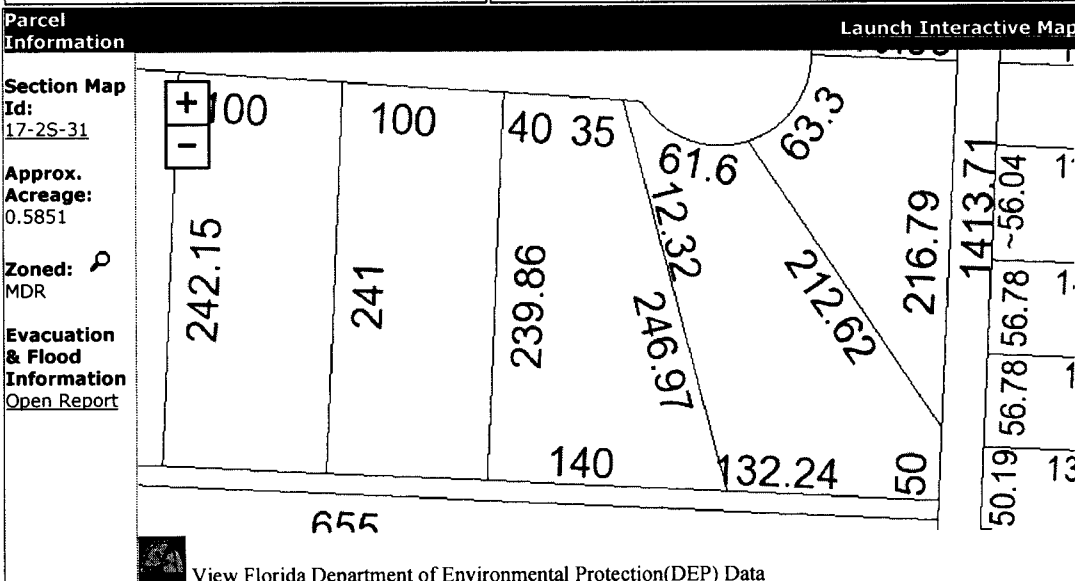 Parcel
Information
Launch Interactive Map
Section Map
Id:
17-2S-31
Approx.
Acreage:
0.5851
Zoned:
MDR
Evacuation
& Flood
Information
Open Report
+
-
100
100
40 35
61.6
63.3
12.32
242.15
241
239.86
246.97
212.62
216.79
1413.71
~56.04
56.78
56.78
50.19
140
132.24
50
655
View Florida Department of Environmental Protection(DEP) Data